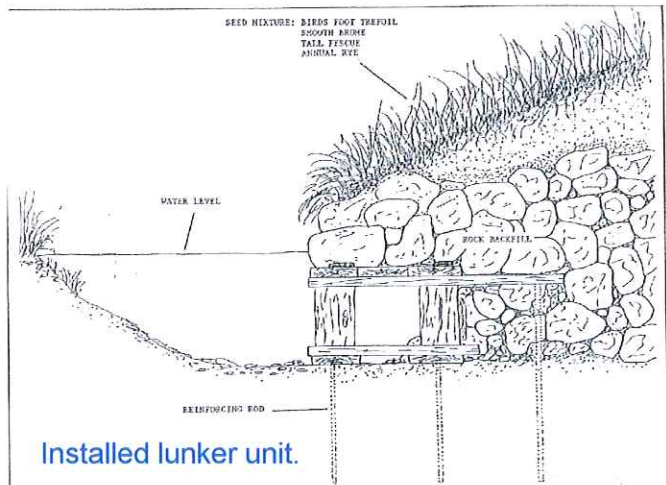 SEED MIXTURE: BIRDS FOOT TREFOIL
SMOOTH BROME
TALL FESCUE
ANNUAL RYE
WATER LEVEL
ROCK BACKFILL
REINFORCING ROD
Installed lunker unit.